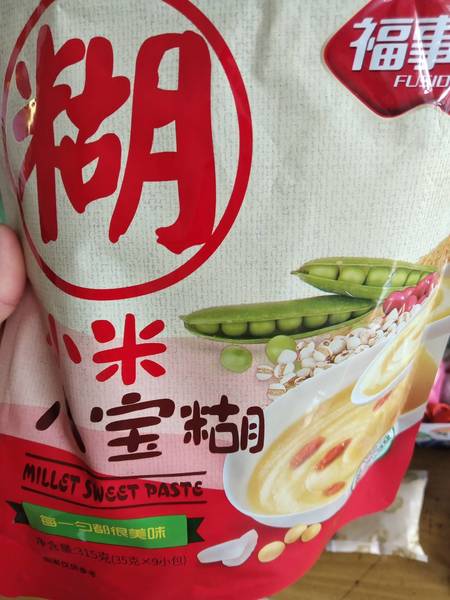 糊
福事
FUSIO
小米
八宝糊
MILLET SWEET PASTE
每一勺都很美味
净含量:315克(35克×9小包)